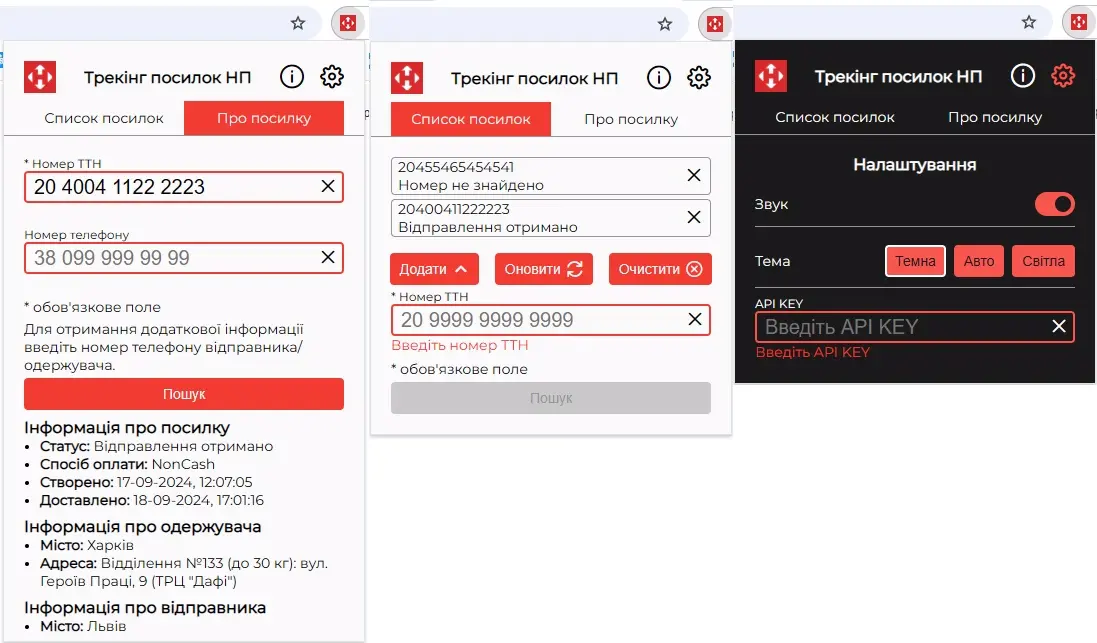 Трекінг посилок НП
Список посилок
Про посилку
* Номер ТТН
20 4004 1122 2223
Номер телефону
38 099 999 99 99
* обов'язкове поле
Для отримання додаткової інформації
введіть номер телефону відправника/
одержувача.
Пошук
Інформація про посилку
Статус: Відправлення отримано
Спосіб оплати: NonCash
Створено: 17-09-2024, 12:07:05
Доставлено: 18-09-2024, 17:01:16
Інформація про одержувача
Місто: Харків
Адреса: Відділення №133 (до 30 кг): вул.
Героїв Праці, 9 (ТРЦ "Дафі")
Інформація про відправника
Місто: Львів
Трекінг посилок НП
Список посилок
Про посилку
20455465454541
Номер не знайдено
20400411222223
Відправлення отримано
Додати
Оновити
Очистити
* Номер ТТН
20 9999 9999 9999
Введіть номер ТТН
* обов'язкове поле
Пошук
Трекінг посилок НП
Список посилок
Про посилку
Налаштування
Звук
Тема
Темна
Авто
Світла
API KEY
Введіть API KEY
Введіть API KEY